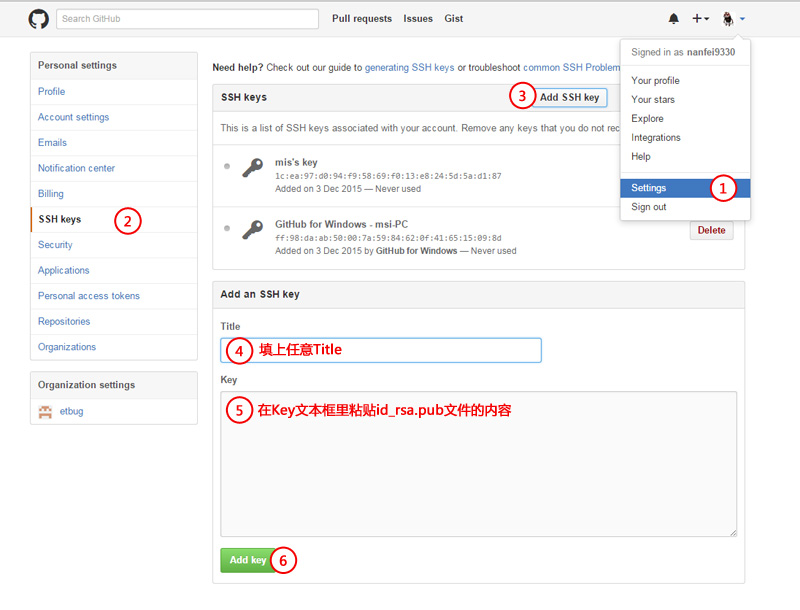 Search GitHub
Pull requests Issues Gist
Signed in as nanfei9330
Your profile
Your stars
Explore
Integrations
Help
Settings 1
Sign out
Personal settings
Profile
Account settings
Emails
Notification center
Billing
SSH keys 2
Security
Applications
Personal access tokens
Repositories
Organizations
Organization settings
etbug
Need help? Check out our guide to generating SSH keys or troubleshoot common SSH Problem
SSH keys 3 Add SSH key
This is a list of SSH keys associated with your account. Remove any keys that you do not rec
mis's key
1c:ea:97:d0:94:f9:58:69:f0:13:e8:24:5d:5a:d1:87
Added on 3 Dec 2015 — Never used
GitHub for Windows - msi-PC
ff:98:da:ab:50:00:7a:59:84:62:0f:41:65:15:09:8d
Added on 3 Dec 2015 by GitHub for Windows — Never used
Delete
Add an SSH key
Title
4 填上任意Title
Key
5 在Key文本框里粘贴id_rsa.pub文件的内容
Add key 6